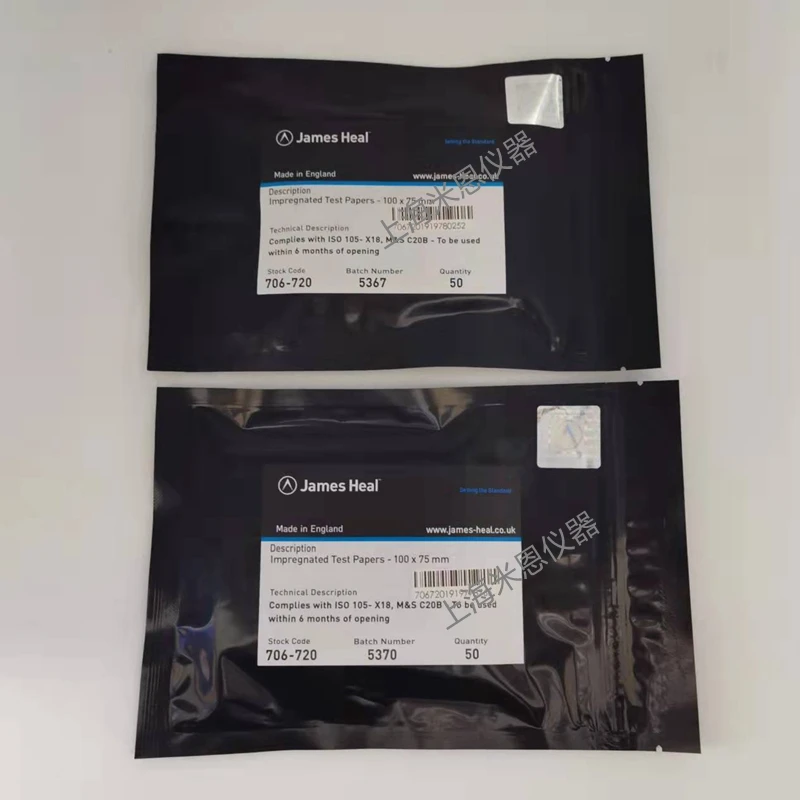 James Heal
Setting the Standard
Made in England
www.james-heal.co.uk
Description
Impregnated Test Papers - 100 x 75 mm
7067201919780252
Technical Description
Complies with ISO 105- X18, M&S C20B - To be used
within 6 months of opening
Stock Code Batch Number Quantity
706-720 5367 50
上海米恩仪器
James Heal
Setting the Standard
Made in England
www.james-heal.co.uk
Description
Impregnated Test Papers - 100 x 75 mm
Technical Description
Complies with ISO 105- X18, M&S C20B - To be used
within 6 months of opening
Stock Code Batch Number Quantity
706-720 5370 50
上海米恩仪器